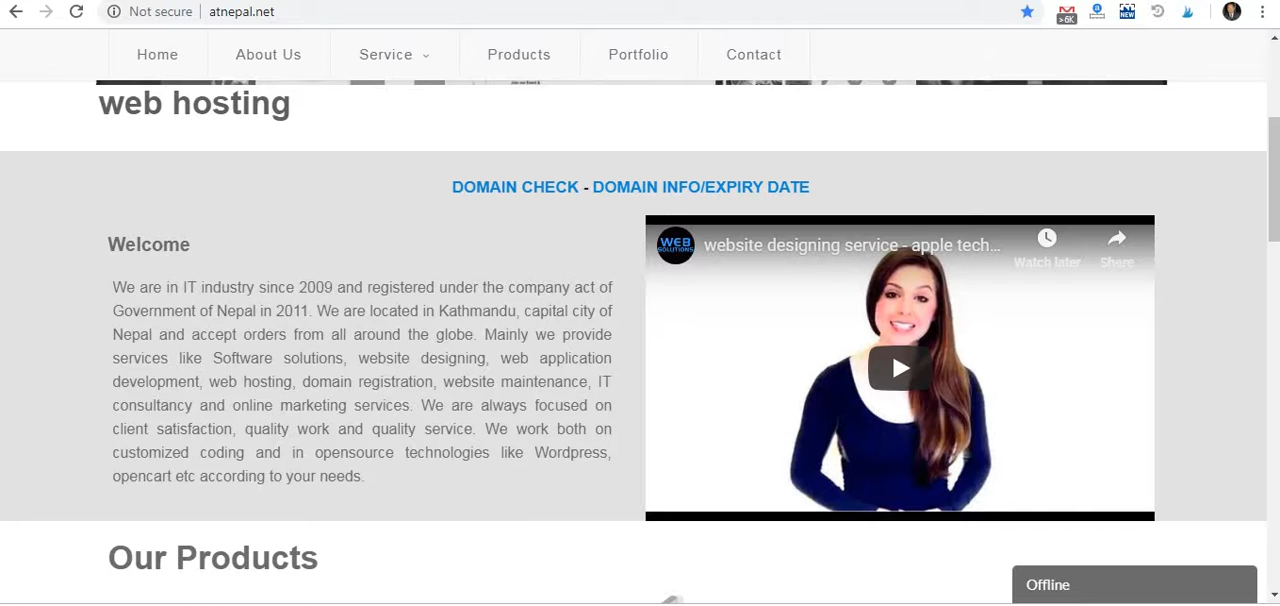 Not secure | atnepal.net
>6K
a
NEW
Home
About Us
Service
Products
Portfolio
Contact
web hosting
DOMAIN CHECK - DOMAIN INFO/EXPIRY DATE
Welcome
We are in IT industry since 2009 and registered under the company act of
Government of Nepal in 2011. We are located in Kathmandu, capital city of
Nepal and accept orders from all around the globe. Mainly we provide
services like Software solutions, website designing, web application
development, web hosting, domain registration, website maintenance, IT
consultancy and online marketing services. We are always focused on
client satisfaction, quality work and quality service. We work both on
customized coding and in opensource technologies like Wordpress,
opencart etc according to your needs.
WEB
SOLUTIONS
website designing service - apple tech...
Watch later
Share
Our Products
Offline